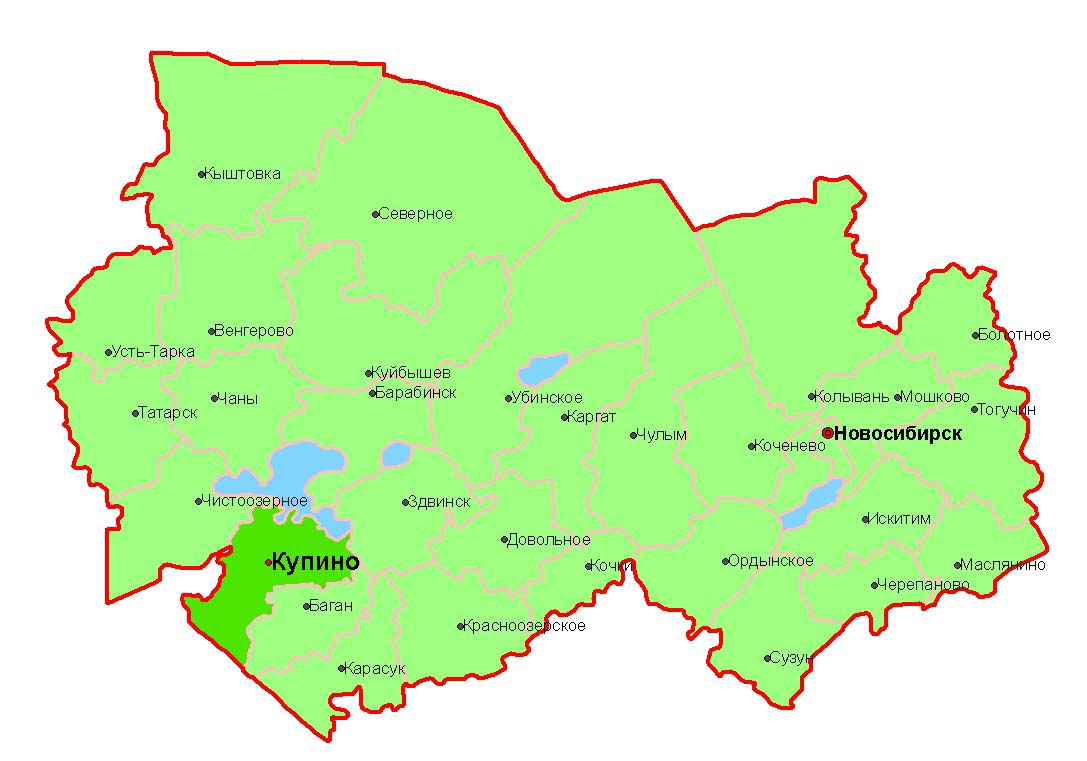 Кыштовка
Северное
Венгерово
Болотное
Усть-Тарка
Куйбышев
Барабинск
Чаны
Убинское
Колывань
Мошково
Татарск
Каргат
Тогучин
Чулым
Новосибирск
Коченево
Чистоозерное
Здвинск
Искитим
Довольное
Купино
Кочки
Ордынское
Маслянино
Черепаново
Баган
Красноозерское
Карасук
Сузун